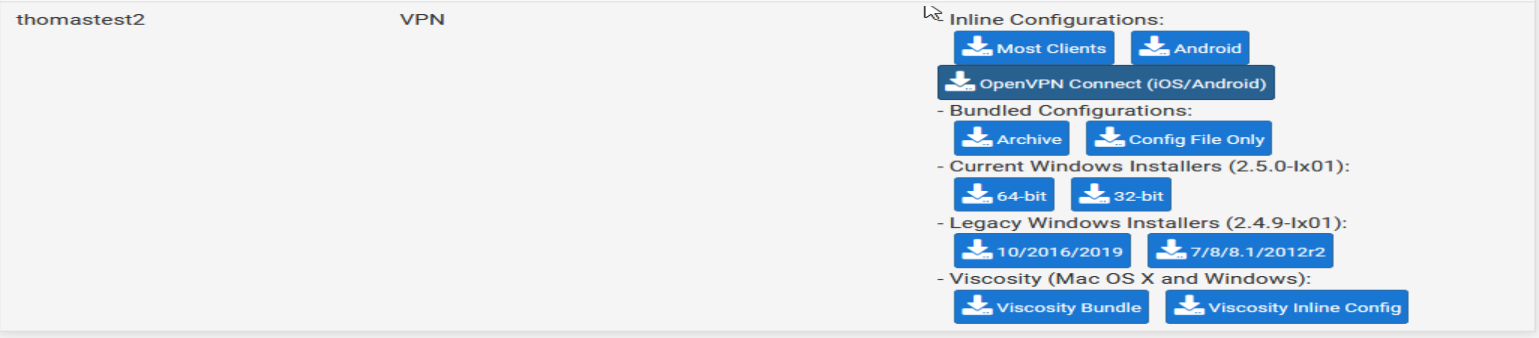 thomastest2 VPN - Inline Configurations:
Most Clients Android
OpenVPN Connect (iOS/Android)
- Bundled Configurations:
Archive Config File Only
- Current Windows Installers (2.5.0-Ix01):
64-bit 32-bit
- Legacy Windows Installers (2.4.9-Ix01):
10/2016/2019 7/8/8.1/2012r2
- Viscosity (Mac OS X and Windows):
Viscosity Bundle Viscosity Inline Config